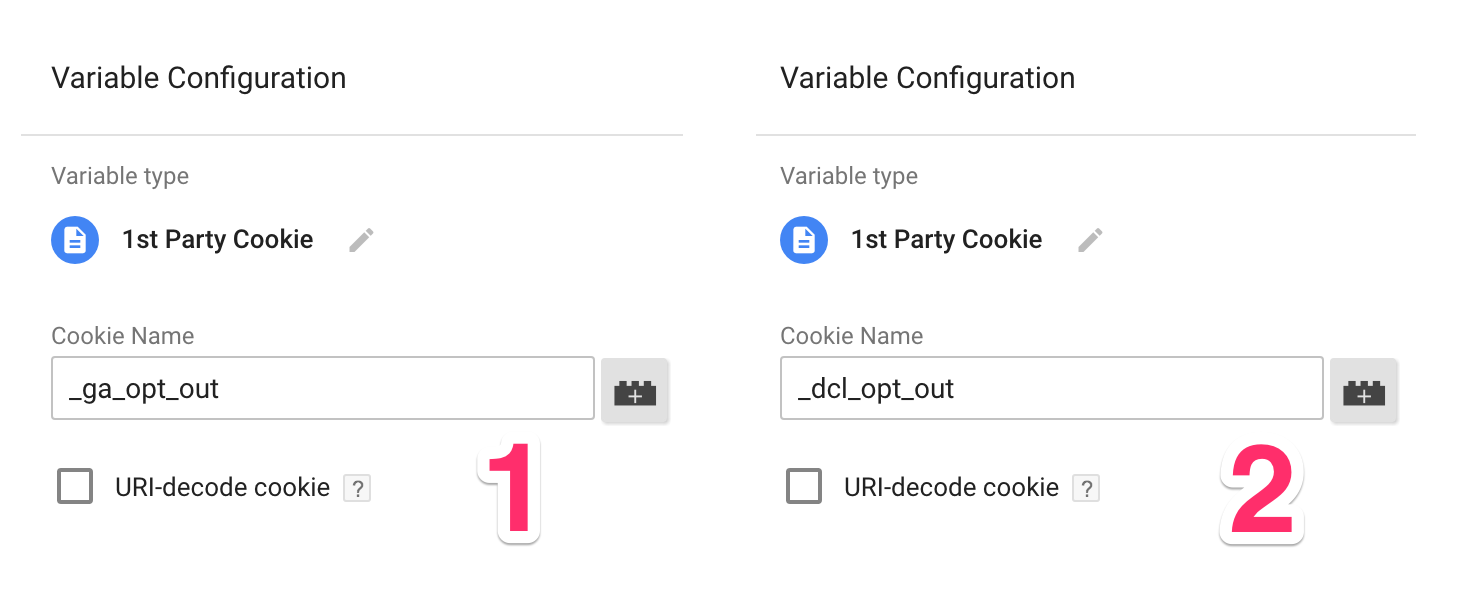 Variable Configuration
Variable type
1st Party Cookie
Cookie Name
_ga_opt_out
URI-decode cookie ?
1
Variable Configuration
Variable type
1st Party Cookie
Cookie Name
_dcl_opt_out
URI-decode cookie ?
2